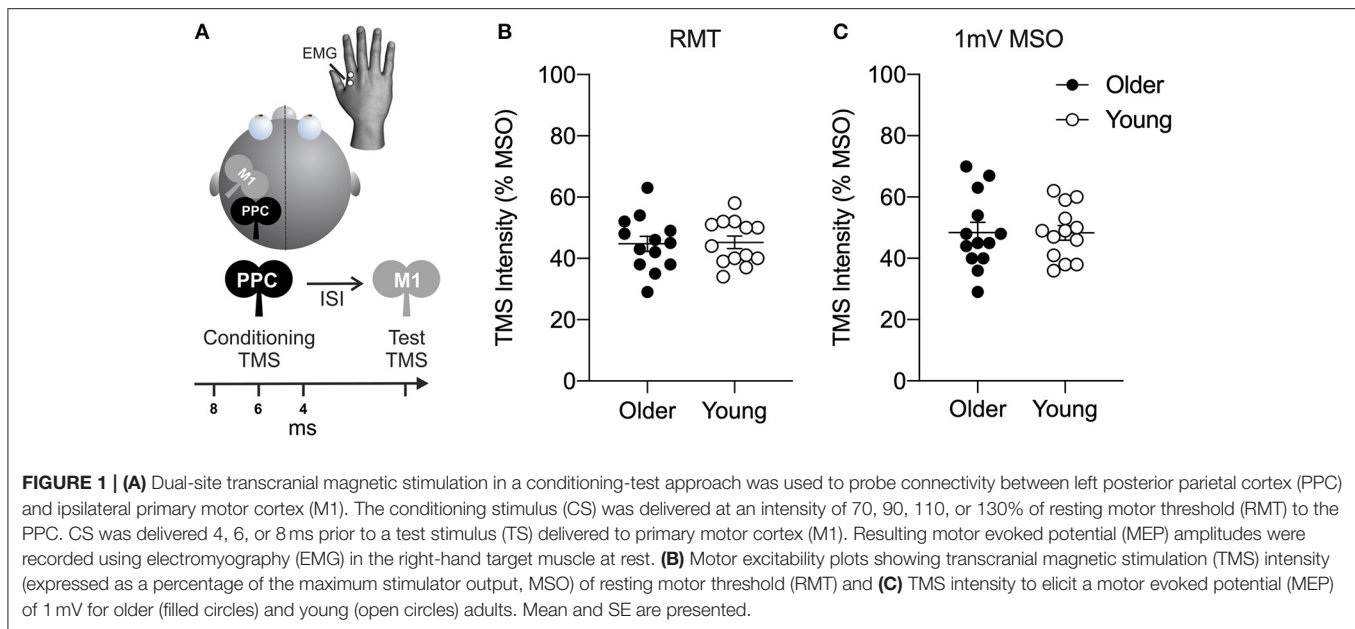 A
EMG
M1
PPC
PPC
ISI
M1
Conditioning
TMS
Test
TMS
8
6
4
ms
B
RMT
TMS Intensity (% MSO)
100
80
60
40
20
0
Older
Young
C
1mV MSO
Older
Young
TMS Intensity (% MSO)
100
80
60
40
20
0
Older
Young
FIGURE 1 | (A) Dual-site transcranial magnetic stimulation in a conditioning-test approach was used to probe connectivity between left posterior parietal cortex (PPC)
and ipsilateral primary motor cortex (M1). The conditioning stimulus (CS) was delivered at an intensity of 70, 90, 110, or 130% of resting motor threshold (RMT) to the
PPC. CS was delivered 4, 6, or 8 ms prior to a test stimulus (TS) delivered to primary motor cortex (M1). Resulting motor evoked potential (MEP) amplitudes were
recorded using electromyography (EMG) in the right-hand target muscle at rest. (B) Motor excitability plots showing transcranial magnetic stimulation (TMS) intensity
(expressed as a percentage of the maximum stimulator output, MSO) of resting motor threshold (RMT) and (C) TMS intensity to elicit a motor evoked potential (MEP)
of 1 mV for older (filled circles) and young (open circles) adults. Mean and SE are presented.